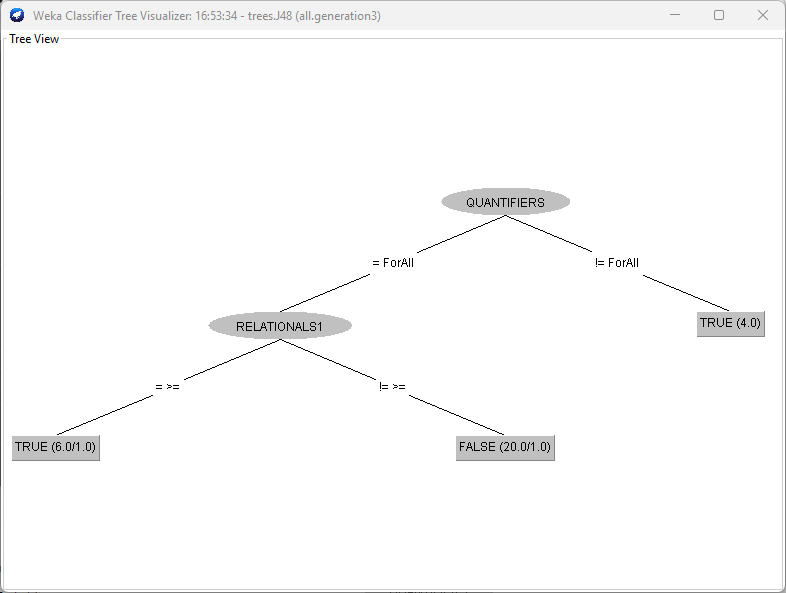 Weka Classifier Tree Visualizer: 16:53:34 - trees.J48 (all.generation3)
Tree View
QUANTIFIERS
= ForAll
!= ForAll
RELATIONALS1
TRUE (4.0)
= >=
!= >=
TRUE (6.0/1.0)
FALSE (20.0/1.0)